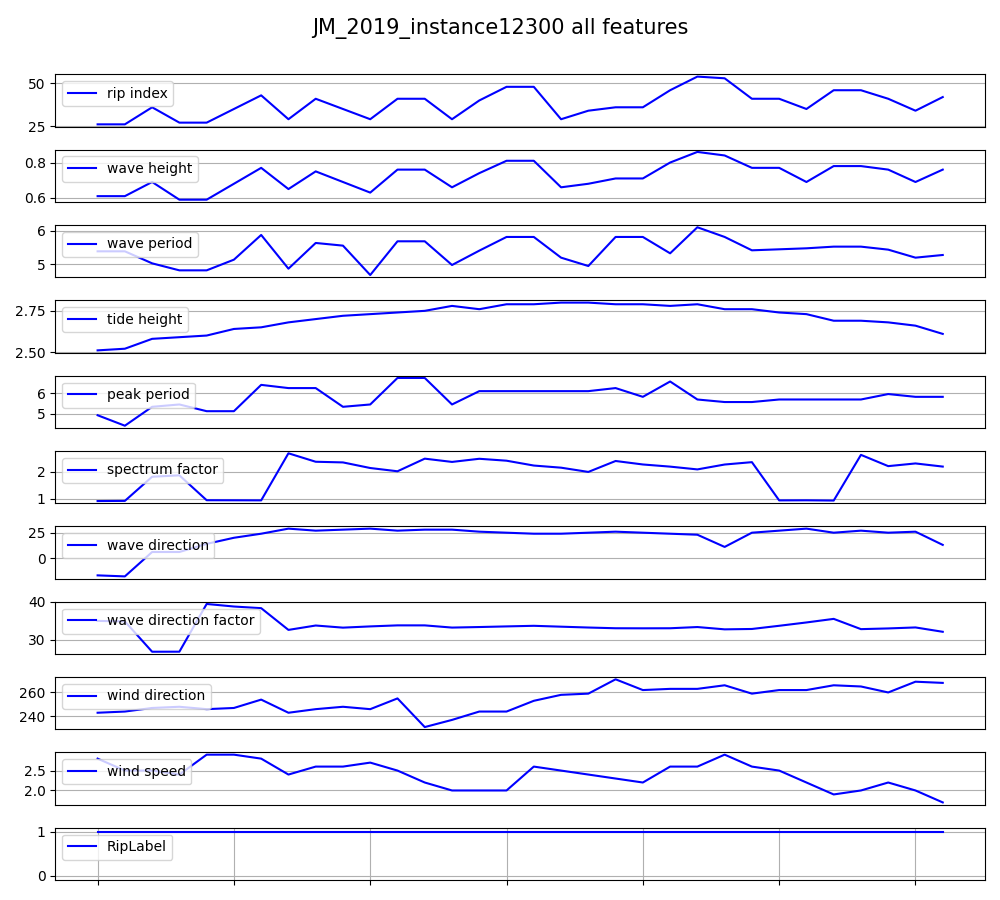 JM_2019_instance12300 all features
50
25
rip index
0.8
0.6
wave height
6
5
wave period
2.75
2.50
tide height
6
5
peak period
2
1
spectrum factor
25
0
wave direction
40
30
wave direction factor
260
240
wind direction
2.5
2.0
wind speed
1
0
RipLabel